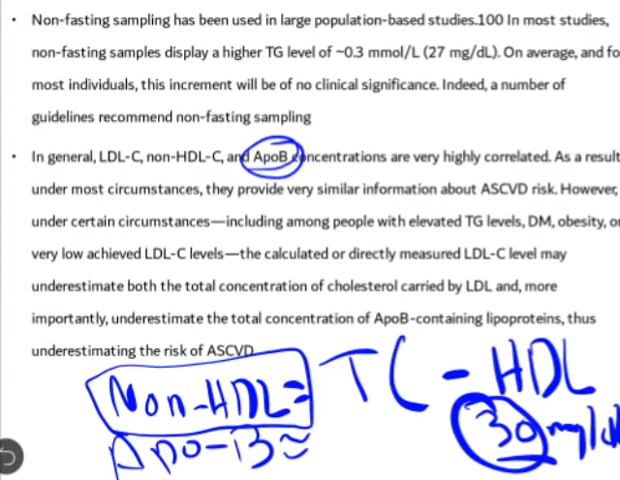 • Non-fasting sampling has been used in large population-based studies.100 In most studies,
non-fasting samples display a higher TG level of ~0.3 mmol/L (27 mg/dL). On average, and fo
most individuals, this increment will be of no clinical significance. Indeed, a number of
guidelines recommend non-fasting sampling
• In general, LDL-C, non-HDL-C, and ApoB concentrations are very highly correlated. As a result
under most circumstances, they provide very similar information about ASCVD risk. However,
under certain circumstances—including among people with elevated TG levels, DM, obesity, or
very low achieved LDL-C levels—the calculated or directly measured LDL-C level may
underestimate both the total concentration of cholesterol carried by LDL and, more
importantly, underestimate the total concentration of ApoB-containing lipoproteins, thus
underestimating the risk of ASCVD
Non-HDL = TC - HDL
Apo-B ≈ 30 mg/d